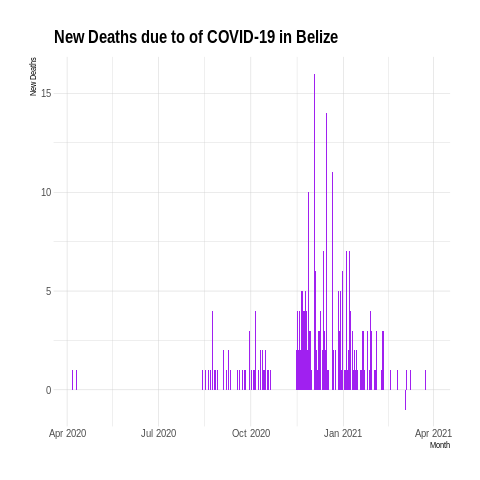 New Deaths due to of COVID-19 in Belize
New Deaths
15
10
5
0
Apr 2020 Jul 2020 Oct 2020 Jan 2021 Apr 2021
Month